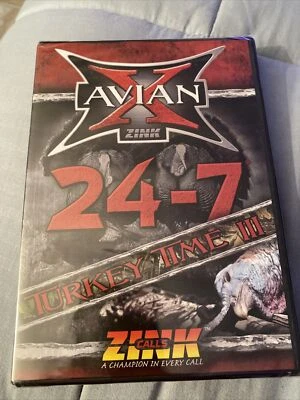 AVIAN
X
ZINK
24-7
TURKEY TIME III
ZINK
CALLS
A CHAMPION IN EVERY CALL